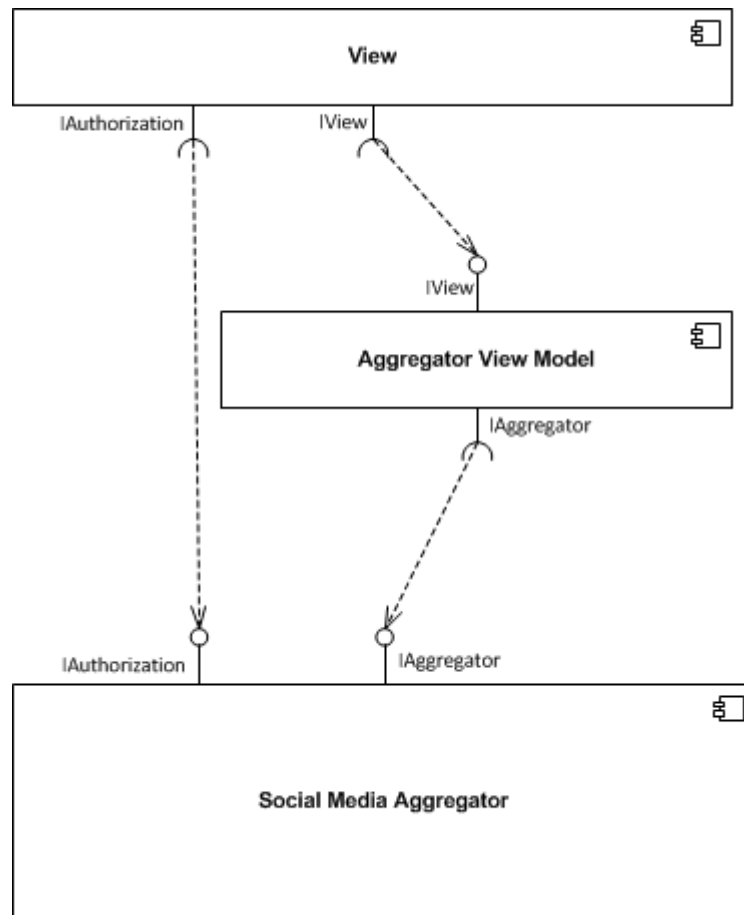 View
IAuthorization
IView
IView
Aggregator View Model
IAggregator
IAuthorization
IAggregator
Social Media Aggregator